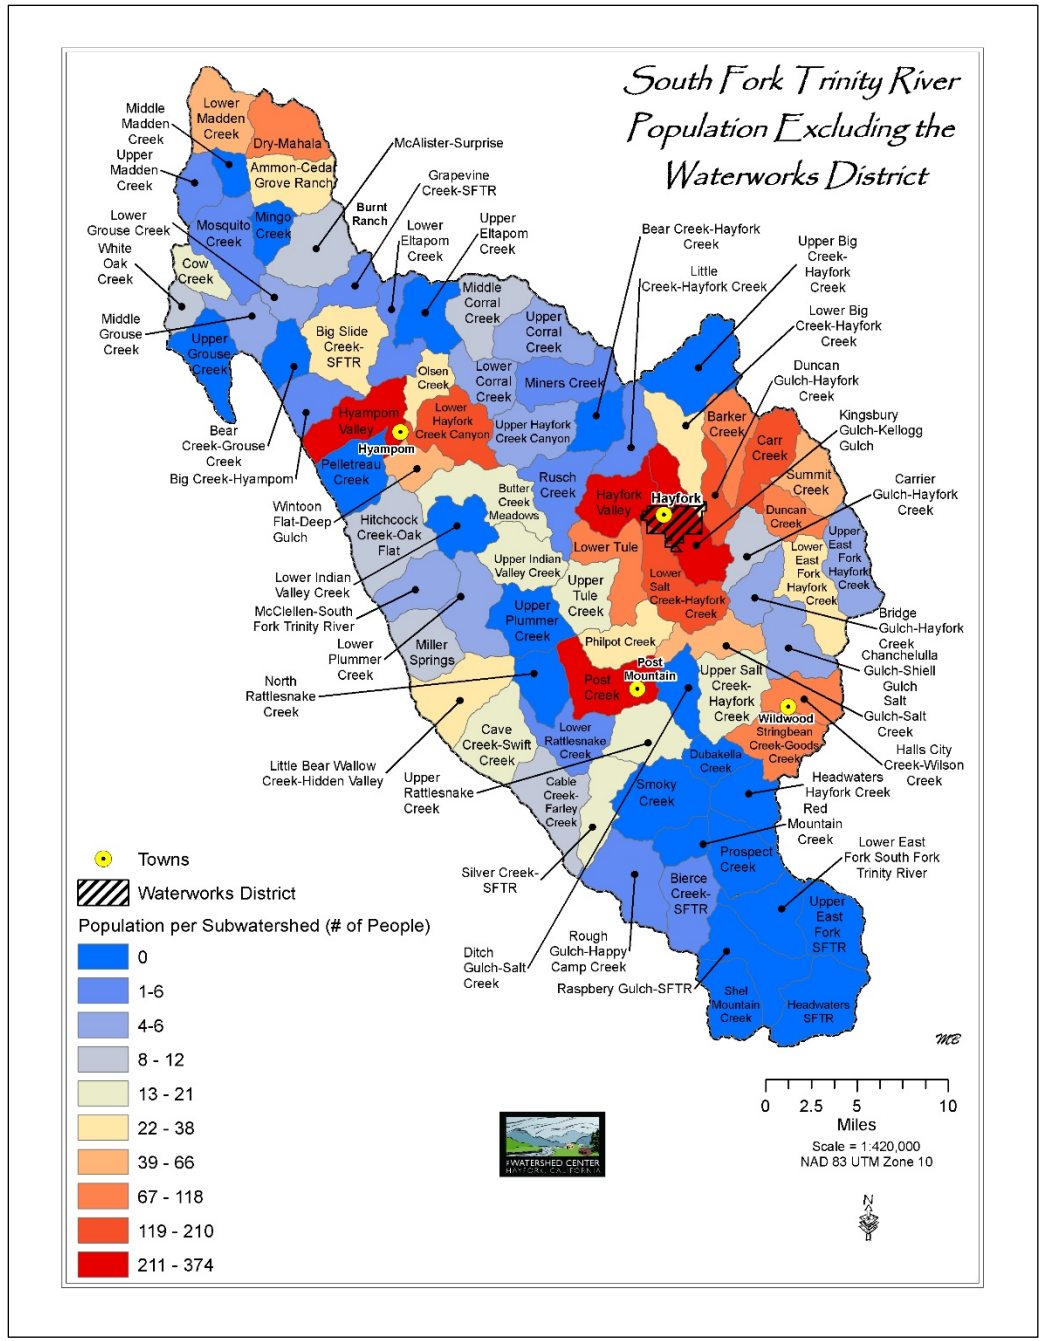 South Fork Trinity River
Population Excluding the
Waterworks District
Lower
Madden
Creek
Dry-Mahala
Middle
Madden
Creek
Upper
Madden
Creek
Ammon-Ceda
Grove Ranch
McAlister-Surprise
Grapevine
Creek-SFTR
Burnt
Ranch
Lower
Grouse Creek
Mosquito
Creek
Mingo
Creek
Lower
Eltapom
Creek
Upper
Eltapom
Creek
White
Oak
Creek
Cow
Creek
Middle
Grouse
Creek
Upper
Grouse
Creek
Big Slide
Creek-
SFTR
Middle
Corral
Creek
Upper
Corral
Creek
Lower
Corral
Creek
Miners Creek
Bear Creek-Hayfork
Creek
Little
Creek-Hayfork Creek
Upper Big
Creek-
Hayfork
Creek
Lower Big
Creek-Hayfork
Creek
Duncan
Gulch-Hayfork
Creek
Kingsbury
Gulch-Kellogg
Gulch
Olsen
Creek
Hyampom
Valley
Hyampom
Lower
Hayfork
Creek Canyon
Upper Hayfork
Creek Canyon
Barker
Creek
Carr
Creek
Summit
Creek
Carrier
Gulch-Hayfork
Creek
Bear
Creek-Grouse
Creek
Big Creek-Hyampom
Pelletreau
Creek
Wintoon
Flat-Deep
Gulch
Butter
Creek
Meadows
Rusch
Creek
Hayfork
Valley
Hayfork
Duncan
Creek
Hitchcock
Creek-Oak
Flat
Upper
East
Fork
Hayfork
Creek
Lower Tule
Lower
East
Fork
Hayfork
Creek
Upper Indian
Valley Creek
Lower Indian
Valley Creek
Upper
Tule
Creek
Lower
Salt
Creek-Hayfork
Creek
McClellen-South
Fork Trinity River
Upper
Plummer
Creek
Bridge
Gulch-Hayfork
Creek
Lower
Plummer
Creek
Miller
Springs
Philpot Creek
Chanchelulla
Gulch-Shiell
Gulch
North
Rattlesnake
Creek
Post
Creek
Post
Mountain
Upper Salt
Creek-
Hayfork
Creek
Salt
Gulch-Salt
Creek
Wildwood
Stringbean
Creek-Goods
Creek
Halls City
Creek-Wilson
Creek
Cave
Creek-Swift
Creek
Lower
Rattlesnake
Creek
Little Bear Wallow
Creek-Hidden Valley
Upper
Rattlesnake
Creek
Cable
Creek-
Farley
Creek
Dubakella
Creek
Smoky
Creek
Headwaters
Hayfork Creek
Red
Mountain
Creek
Prospect
Creek
Lower East
Fork South Fork
Trinity River
Silver Creek-
SFTR
Bierce
Creek-
SFTR
Upper
East
Fork
SFTR
Ditch
Gulch-Salt
Creek
Rough
Gulch-Happy
Camp Creek
Raspbery Gulch-SFTR
Shel
Mountain
Creek
Headwaters
SFTR
Towns
Waterworks District
Population per Subwatershed (# of People)
0
1-6
4-6
8 - 12
13 - 21
22 - 38
39 - 66
67 - 118
119 - 210
211 - 374
MB
0 2.5 5 10
Miles
Scale = 1:420,000
NAD 83 UTM Zone 10
THE WATERSHED CENTER
HAYFORK, CALIFORNIA
N